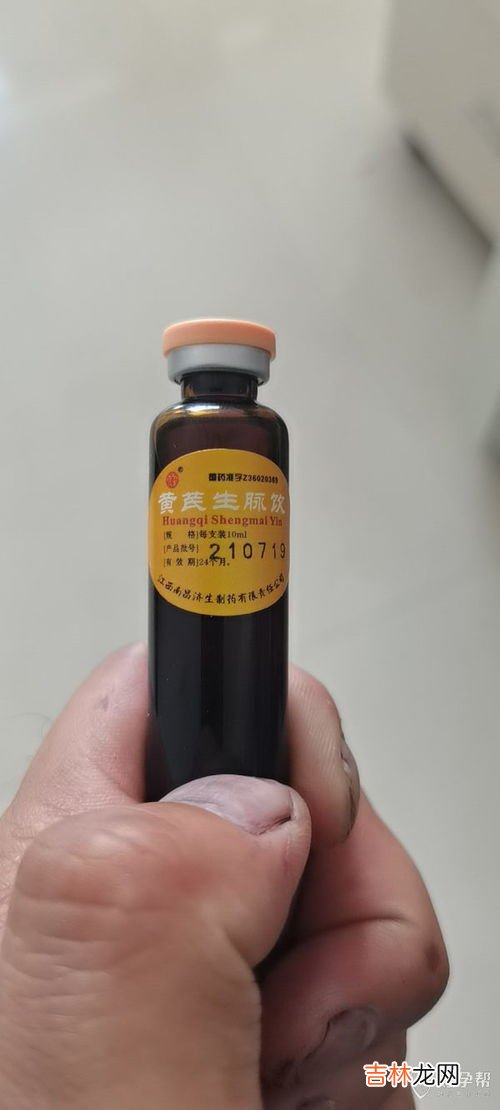 国药准字Z36020389
黄芪生脉饮
Huangqi Shengmai Yin
[规 格]每支装10ml
[产品批号] 210719
[有 效 期]24个月。
江西南昌济生制药有限责任公司
孕帮
吉林龙网